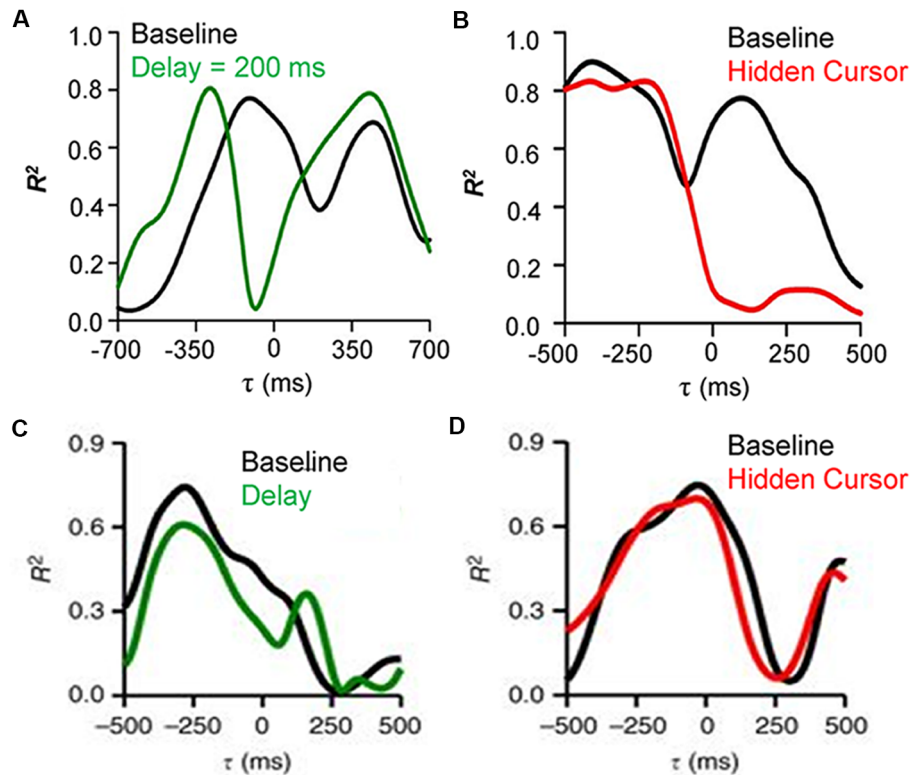 A
Baseline
Delay = 200 ms
1.0
0.8
0.6
0.4
0.2
0.0
R²
-700 -350 0 350 700
τ (ms)
B
Baseline
Hidden Cursor
1.0
0.8
0.6
0.4
0.2
0.0
R²
-500 -250 0 250 500
τ (ms)
C
Baseline
Delay
0.9
0.6
0.3
0.0
R²
−500 −250 0 250 500
τ (ms)
D
Baseline
Hidden Cursor
0.9
0.6
0.3
0.0
R²
−500 −250 0 250 500
τ (ms)